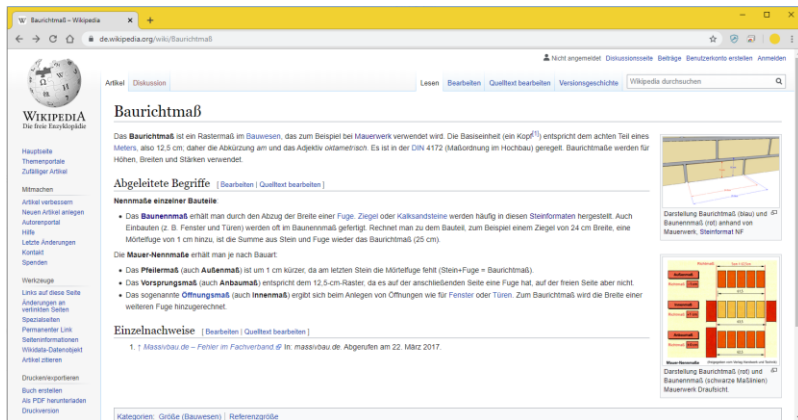 Baurichtmaß – Wikipedia
de.wikipedia.org/wiki/Baurichtmaß
Nicht angemeldet Diskussionsseite Beiträge Benutzerkonto erstellen Anmelden
Artikel Diskussion Lesen Bearbeiten Quelltext bearbeiten Versionsgeschichte Wikipedia durchsuchen
WIKIPEDIA
Die freie Enzyklopädie
Hauptseite
Themenportale
Zufälliger Artikel
Mitmachen
Artikel verbessern
Neuen Artikel anlegen
Autorenportal
Hilfe
Letzte Änderungen
Kontakt
Spenden
Werkzeuge
Links auf diese Seite
Änderungen an
verlinkten Seiten
Spezialseiten
Permanenter Link
Seiteninformationen
Wikidata-Datenobjekt
Artikel zitieren
Drucken/exportieren
Buch erstellen
Als PDF herunterladen
Druckversion
Baurichtmaß
Das Baurichtmaß ist ein Rastermaß im Bauwesen, das zum Beispiel bei Mauerwerk verwendet wird. Die Basiseinheit (ein Kopf[1]) entspricht dem achten Teil eines
Meters, also 12,5 cm; daher die Abkürzung am und das Adjektiv oktametrisch. Es ist in der DIN 4172 (Maßordnung im Hochbau) geregelt. Baurichtmaße werden für
Höhen, Breiten und Stärken verwendet.
Abgeleitete Begriffe [ Bearbeiten | Quelltext bearbeiten ]
Nennmaße einzelner Bauteile:
• Das Baunennmaß erhält man durch den Abzug der Breite einer Fuge. Ziegel oder Kalksandsteine werden häufig in diesen Steinformaten hergestellt. Auch
Einbauten (z. B. Fenster und Türen) werden oft im Baunennmaß gefertigt. Rechnet man zu dem Bauteil, zum Beispiel einem Ziegel von 24 cm Breite, eine
Mörtelfuge von 1 cm hinzu, ist die Summe aus Stein und Fuge wieder das Baurichtmaß (25 cm).
Die Mauer-Nennmaße erhält man je nach Bauart:
• Das Pfeilermaß (auch Außenmaß) ist um 1 cm kürzer, da am letzten Stein die Mörtelfuge fehlt (Stein+Fuge = Baurichtmaß).
• Das Vorsprungsmaß (auch Anbaumaß) entspricht dem 12,5-cm-Raster, da es auf der anschließenden Seite eine Fuge hat, auf der freien Seite aber nicht.
• Das sogenannte Öffnungsmaß (auch Innenmaß) ergibt sich beim Anlegen von Öffnungen wie für Fenster oder Türen. Zum Baurichtmaß wird die Breite einer
weiteren Fuge hinzugerechnet.
Einzelnachweise [ Bearbeiten | Quelltext bearbeiten ]
1. ↑ Massivbau.de – Fehler im Fachverband. In: massivbau.de. Abgerufen am 22. März 2017.
Kategorien: Größe (Bauwesen) | Referenzgröße
Darstellung Baurichtmaß (blau) und
Baunennmaß (rot) anhand von
Mauerwerk, Steinformat NF
Außenmaß
Anbaumaß
Mauer-Nennmaße
Darstellung Baurichtmaß (rot) und
Baunennmaß (schwarze Maßlinien)
Mauerwerk Draufsicht.